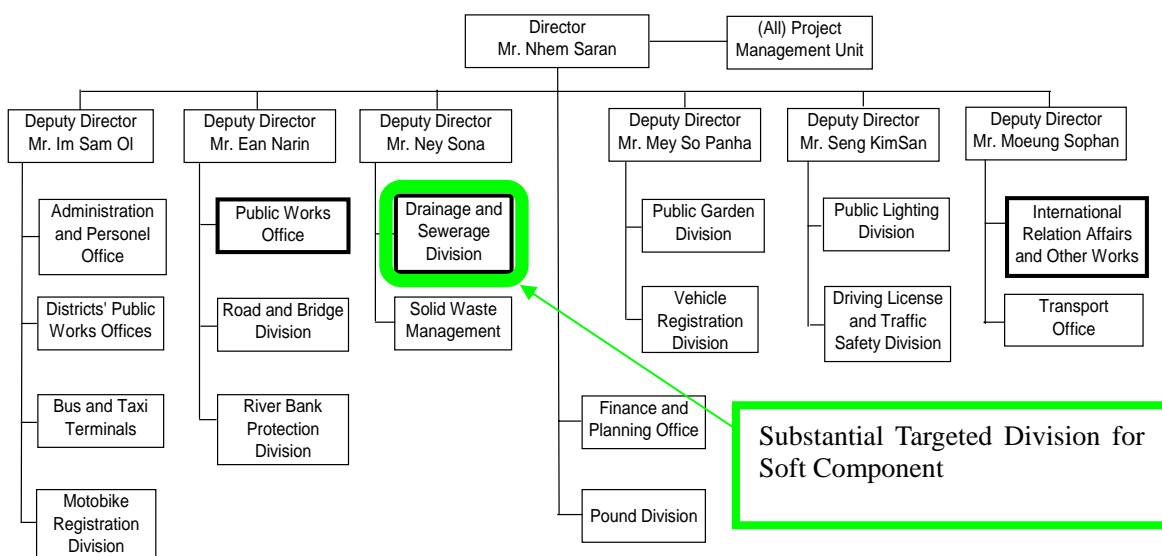 Director
Mr. Nhem Saran
(All) Project
Management Unit
Deputy Director
Mr. Im Sam Ol
Deputy Director
Mr. Ean Narin
Deputy Director
Mr. Ney Sona
Deputy Director
Mr. Mey So Panha
Deputy Director
Mr. Seng KimSan
Deputy Director
Mr. Moeung Sophan
Administration
and Personel
Office
Public Works
Office
Drainage and
Sewerage
Division
Public Garden
Division
Public Lighting
Division
International
Relation Affairs
and Other Works
Districts' Public
Works Offices
Road and Bridge
Division
Solid Waste
Management
Vehicle
Registration
Division
Driving License
and Traffic
Safety Division
Transport
Office
Bus and Taxi
Terminals
River Bank
Protection
Division
Finance and
Planning Office
Substantial Targeted Division for
Soft Component
Motobike
Registration
Division
Pound Division